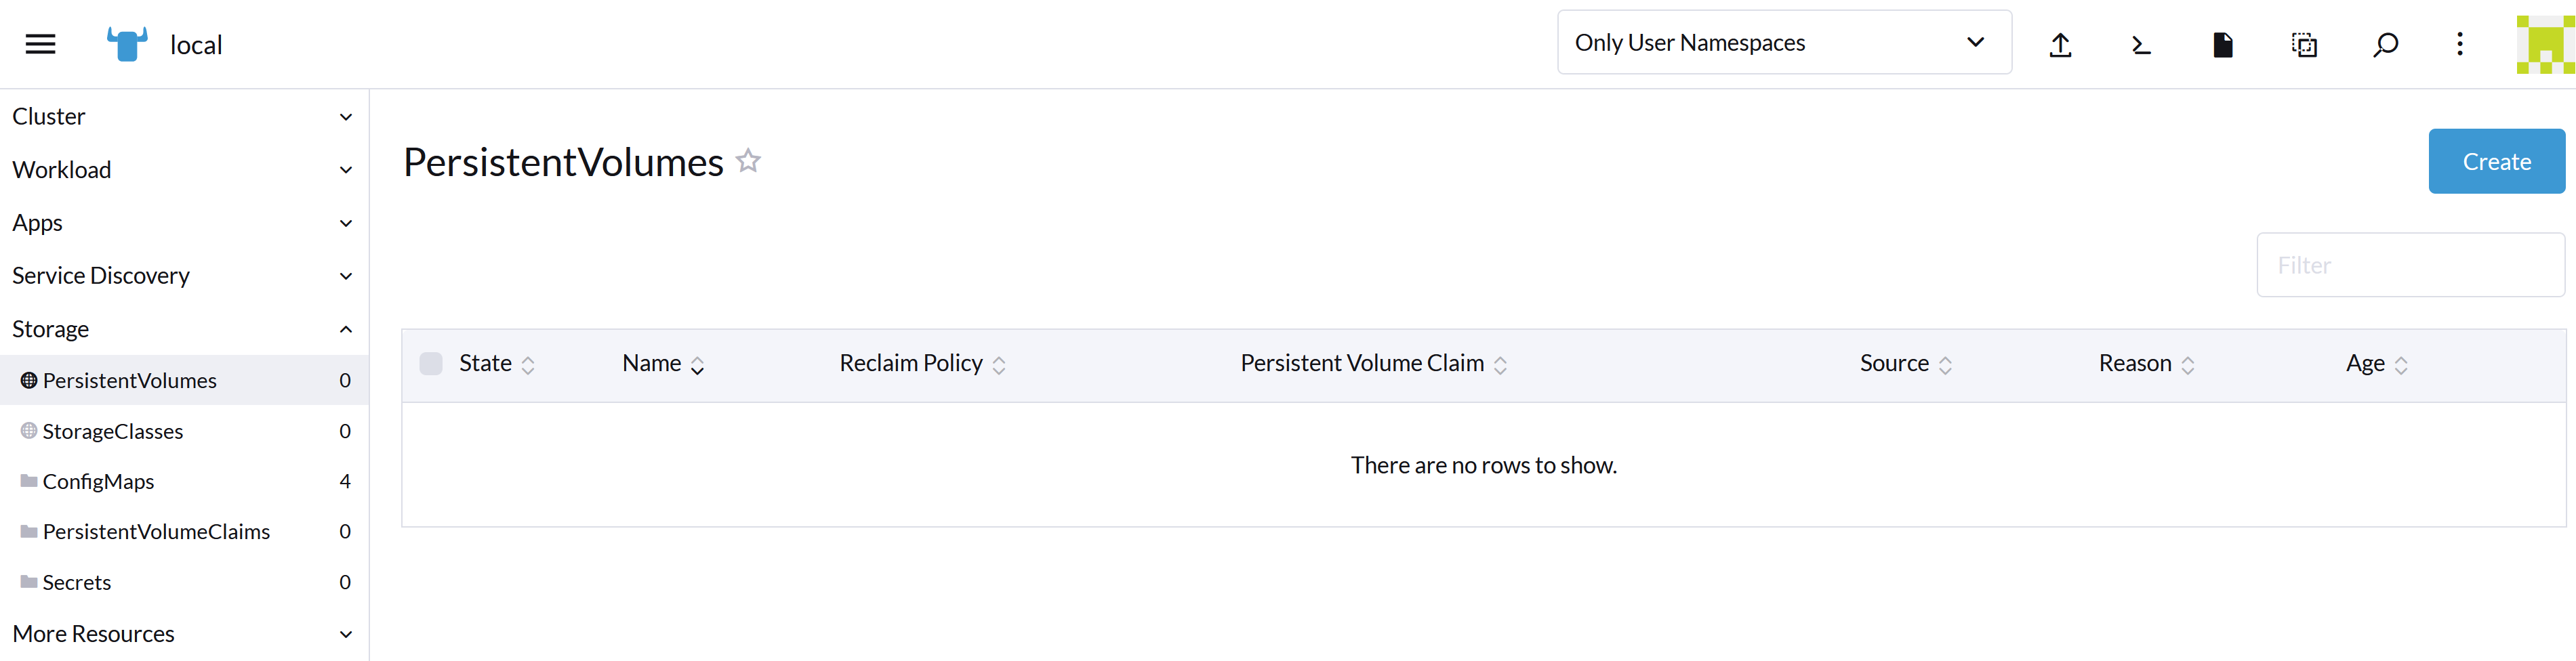 local
Only User Namespaces
Cluster
Workload
Apps
Service Discovery
Storage
PersistentVolumes 0
StorageClasses 0
ConfigMaps 4
PersistentVolumeClaims 0
Secrets 0
More Resources
PersistentVolumes
Create
Filter
State Name Reclaim Policy Persistent Volume Claim Source Reason Age
There are no rows to show.